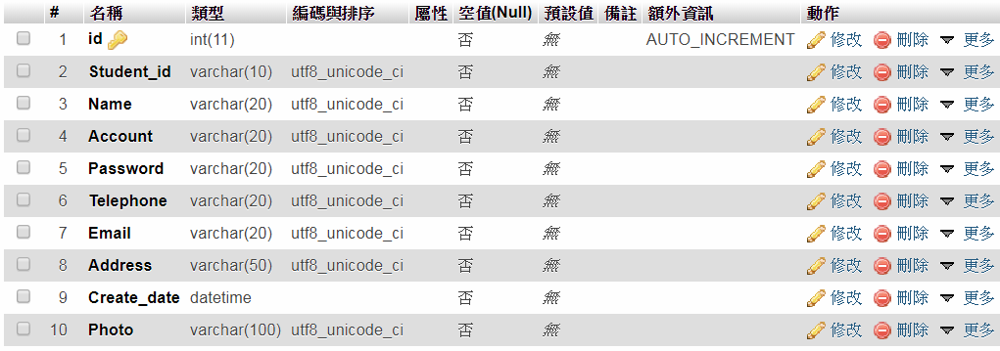 # 名稱 類型 編碼與排序 屬性 空值(Null) 預設值 備註 額外資訊 動作
1 id int(11) 否 無 AUTO_INCREMENT 修改 刪除 更多
2 Student_id varchar(10) utf8_unicode_ci 否 無 修改 刪除 更多
3 Name varchar(20) utf8_unicode_ci 否 無 修改 刪除 更多
4 Account varchar(20) utf8_unicode_ci 否 無 修改 刪除 更多
5 Password varchar(20) utf8_unicode_ci 否 無 修改 刪除 更多
6 Telephone varchar(20) utf8_unicode_ci 否 無 修改 刪除 更多
7 Email varchar(20) utf8_unicode_ci 否 無 修改 刪除 更多
8 Address varchar(50) utf8_unicode_ci 否 無 修改 刪除 更多
9 Create_date datetime 否 無 修改 刪除 更多
10 Photo varchar(100) utf8_unicode_ci 否 無 修改 刪除 更多